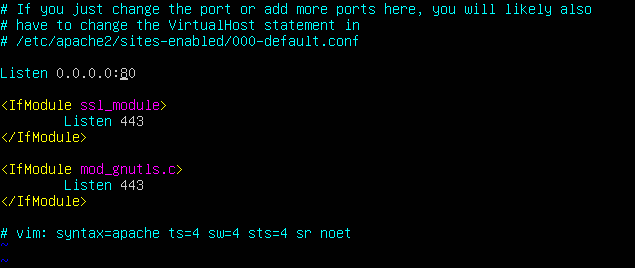 # If you just change the port or add more ports here, you will likely also
# have to change the VirtualHost statement in
# /etc/apache2/sites-enabled/000-default.conf
Listen 0.0.0.0:80
<IfModule ssl_module>
        Listen 443
</IfModule>
<IfModule mod_gnutls.c>
        Listen 443
</IfModule>
# vim: syntax=apache ts=4 sw=4 sts=4 sr noet
~
~